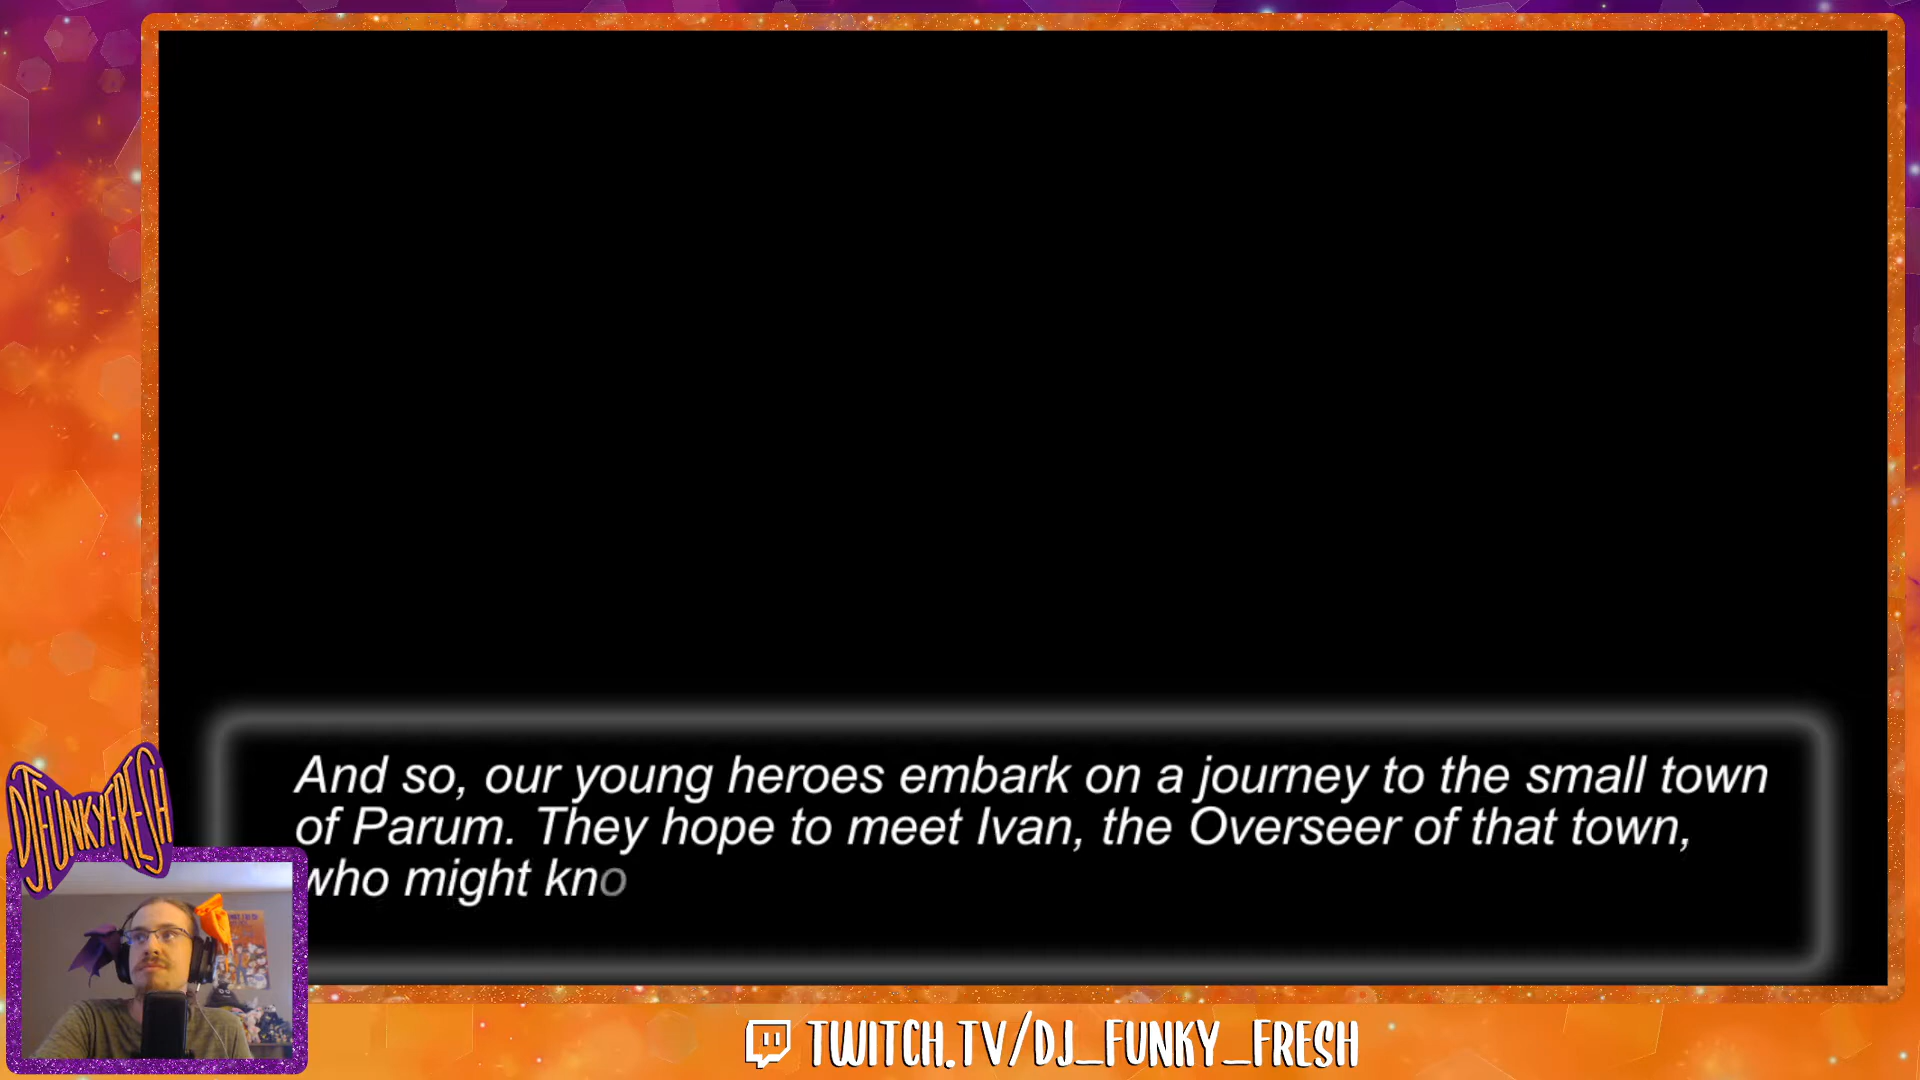 And so, our young heroes embark on a journey to the small town
of Parum. They hope to meet Ivan, the Overseer of that town,
who might kno
DJFUNKYFRESH
TWITCH.TV/DJ_FUNKY_FRESH